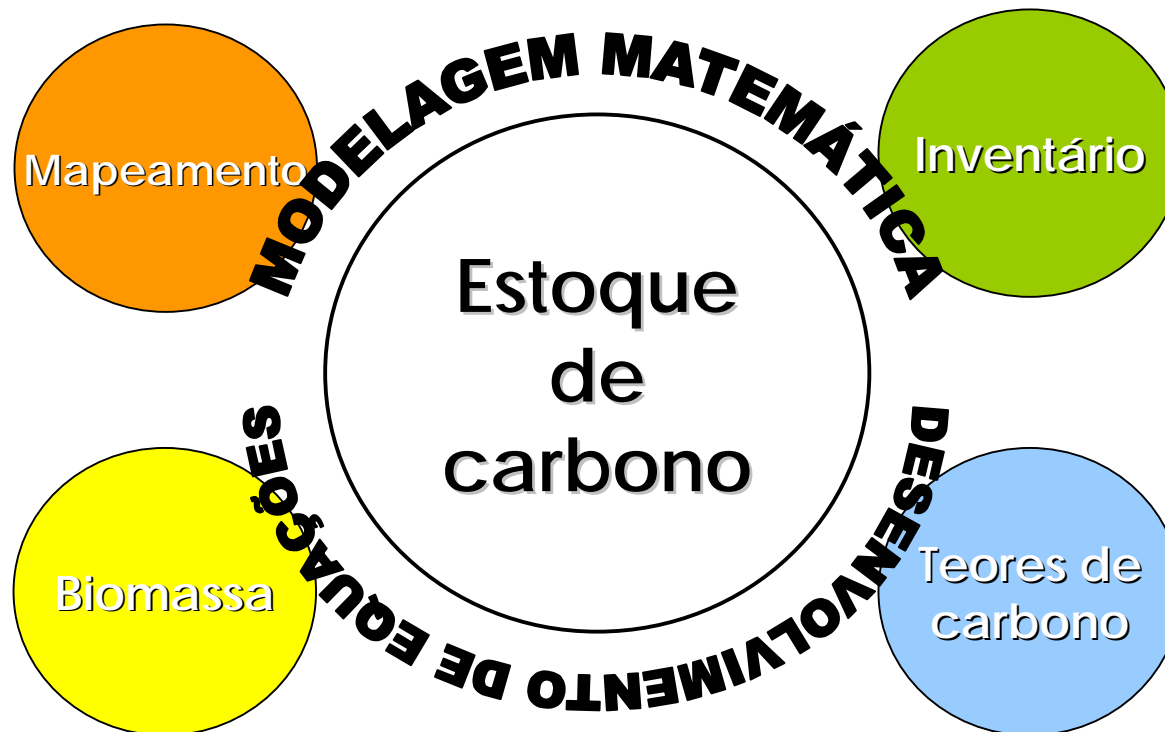 MODELAGEM MATEMÁTICA
Mapeamento
Inventário
Estoque
de
carbono
Biomassa
Teores de
carbono
DESENVOLVIMENTO DE EQUAÇÕES